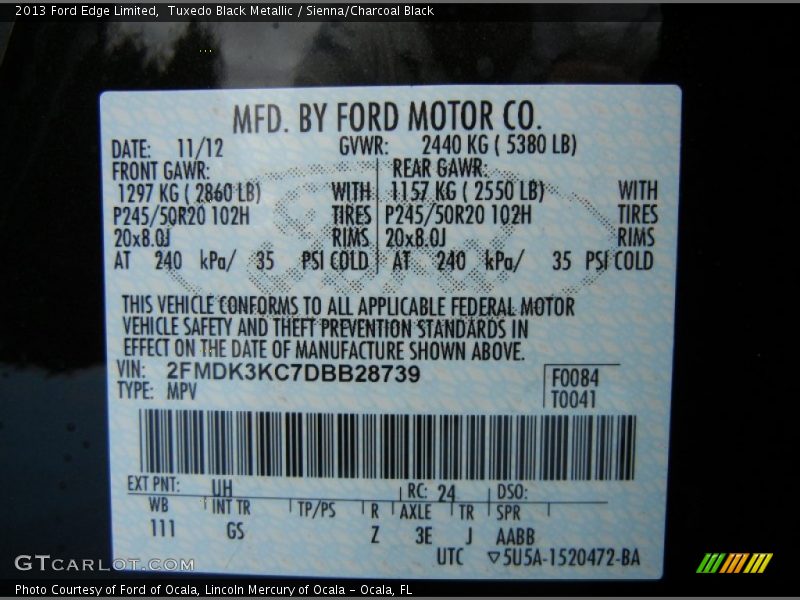 2013 Ford Edge Limited, Tuxedo Black Metallic / Sienna/Charcoal Black
MFD. BY FORD MOTOR CO.
DATE: 11/12 GVWR: 2440 KG ( 5380 LB)
FRONT GAWR: REAR GAWR:
1297 KG ( 2860 LB) WITH 1157 KG ( 2550 LB) WITH
P245/50R20 102H TIRES P245/50R20 102H TIRES
20x8.0J RIMS 20x8.0J RIMS
AT 240 kPa/ 35 PSI COLD AT 240 kPa/ 35 PSI COLD
THIS VEHICLE CONFORMS TO ALL APPLICABLE FEDERAL MOTOR
VEHICLE SAFETY AND THEFT PREVENTION STANDARDS IN
EFFECT ON THE DATE OF MANUFACTURE SHOWN ABOVE.
VIN: 2FMDK3KC7DBB28739 F0084
TYPE: MPV T0041
EXT PNT: UH RC: 24 DSO:
WB INT TR TP/PS R AXLE TR SPR
111 GS Z 3E J AABB
UTC ▽5U5A-1520472-BA
GTCARLOT.COM
Photo Courtesy of Ford of Ocala, Lincoln Mercury of Ocala - Ocala, FL